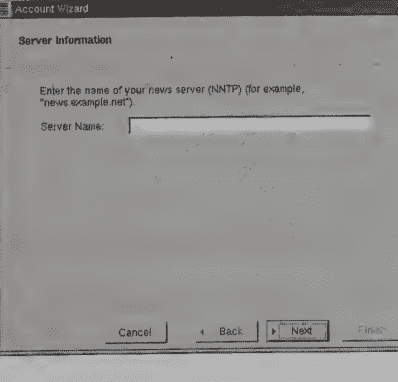 Account Wizard
Server Information
Enter the name of your news server (NNTP) (for example,
"news.example.net").
Server Name:
Cancel
Back
Next
Finish